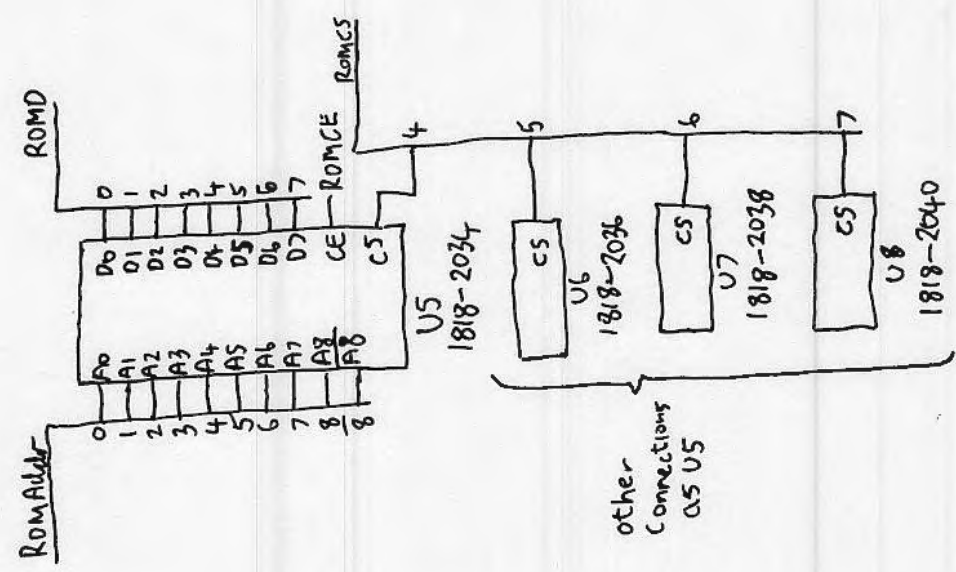 ROMAddr
ROMD
ROMCS
0 A0 D0 0
1 A1 D1 1
2 A2 D2 2
3 A3 D3 3
4 A4 D4 4
5 A5 D5 5
6 A6 D6 6
7 A7 D7 7
8 A8 CE ROMCE
8̅ A̅8̅ CS 4
U5
1818-2034
CS 5
U6
1818-2036
other
Connections
as U5
CS 6
U7
1818-2038
CS 7
U8
1818-2040